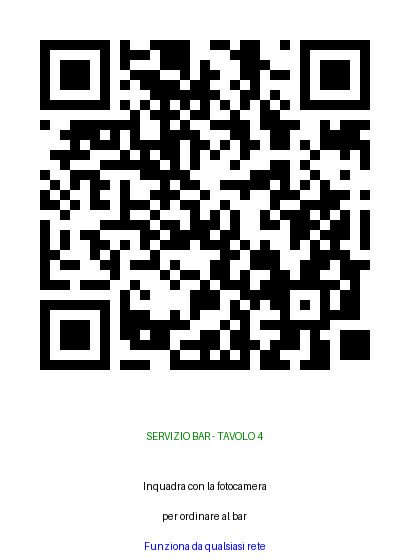 SERVIZIO BAR - TAVOLO 4
Inquadra con la fotocamera
per ordinare al bar
Funziona da qualsiasi rete